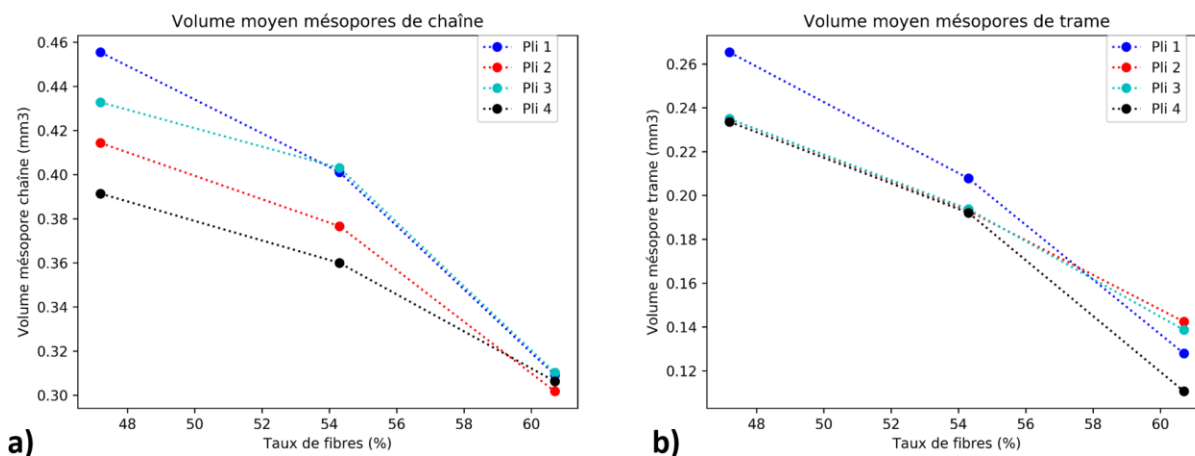 Volume moyen mésopores de chaîne
Volume mésopore chaîne (mm3)
0.46
0.44
0.42
0.40
0.38
0.36
0.34
0.32
0.30
Pli 1
Pli 2
Pli 3
Pli 4
48
50
52
54
56
58
60
Taux de fibres (%)
a)
Volume moyen mésopores de trame
Volume mésopore trame (mm3)
0.26
0.24
0.22
0.20
0.18
0.16
0.14
0.12
Pli 1
Pli 2
Pli 3
Pli 4
48
50
52
54
56
58
60
Taux de fibres (%)
b)